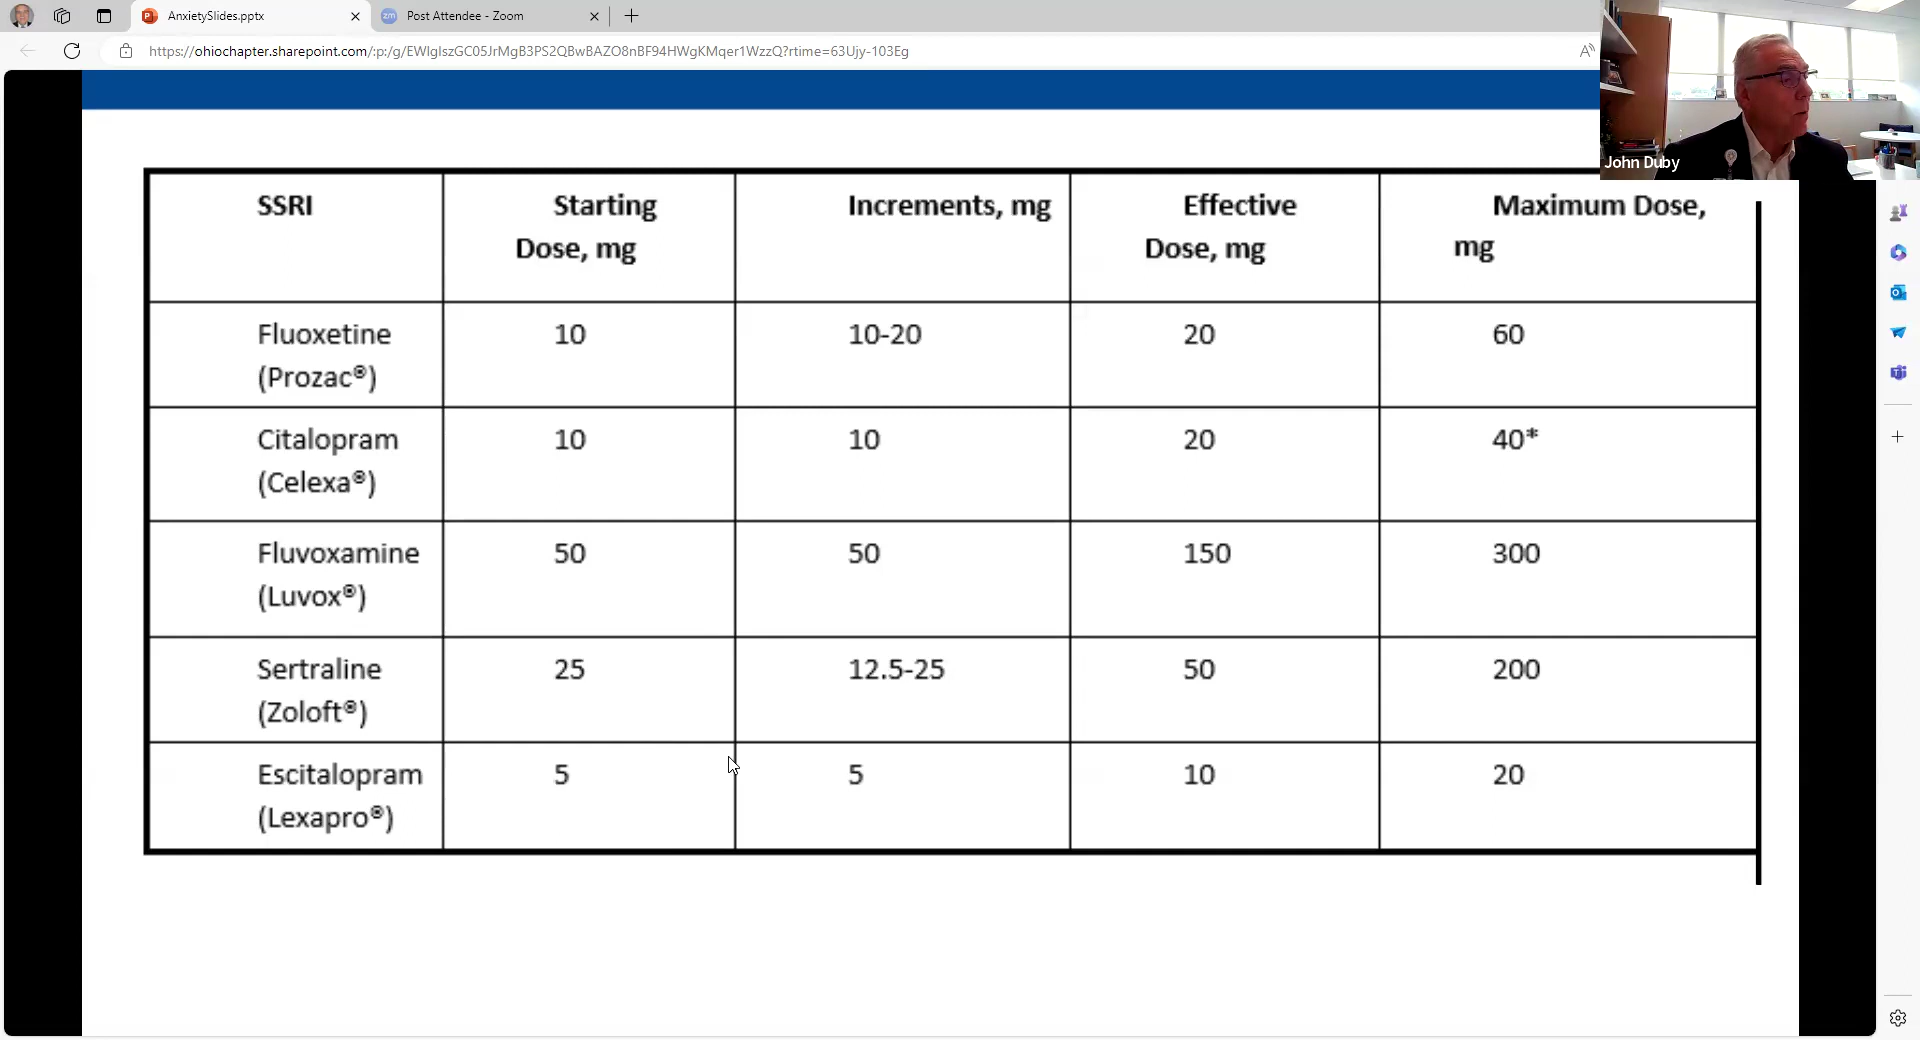 AnxietySlides.pptx
Post Attendee - Zoom
https://ohiochapter.sharepoint.com/:p:/g/EWIgIszGC05JrMgB3PS2QBwBAZO8nBF94HWgKMqer1WzzQ?rtime=63Ujy-103Eg
John Duby
SSRI
Starting
Dose, mg
Increments, mg
Effective
Dose, mg
Maximum Dose,
mg
Fluoxetine
(Prozac®)
10
10-20
20
60
Citalopram
(Celexa®)
10
10
20
40*
Fluvoxamine
(Luvox®)
50
50
150
300
Sertraline
(Zoloft®)
25
12.5-25
50
200
Escitalopram
(Lexapro®)
5
5
10
20